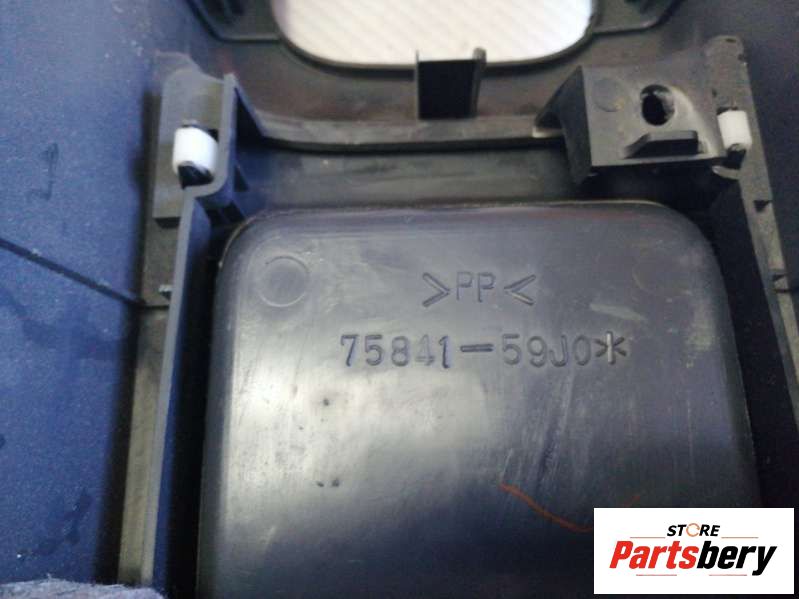 >PP<
75841-59J0*
STORE
Partsbery